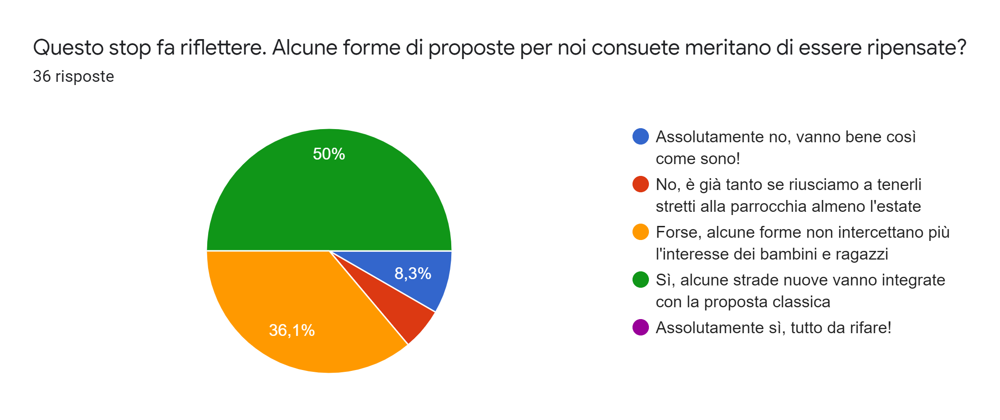 Questo stop fa riflettere. Alcune forme di proposte per noi consuete meritano di essere ripensate?
36 risposte
50%
8,3%
36,1%
Assolutamente no, vanno bene così
come sono!
No, è già tanto se riusciamo a tenerli
stretti alla parrocchia almeno l'estate
Forse, alcune forme non intercettano più
l'interesse dei bambini e ragazzi
Sì, alcune strade nuove vanno integrate
con la proposta classica
Assolutamente sì, tutto da rifare!